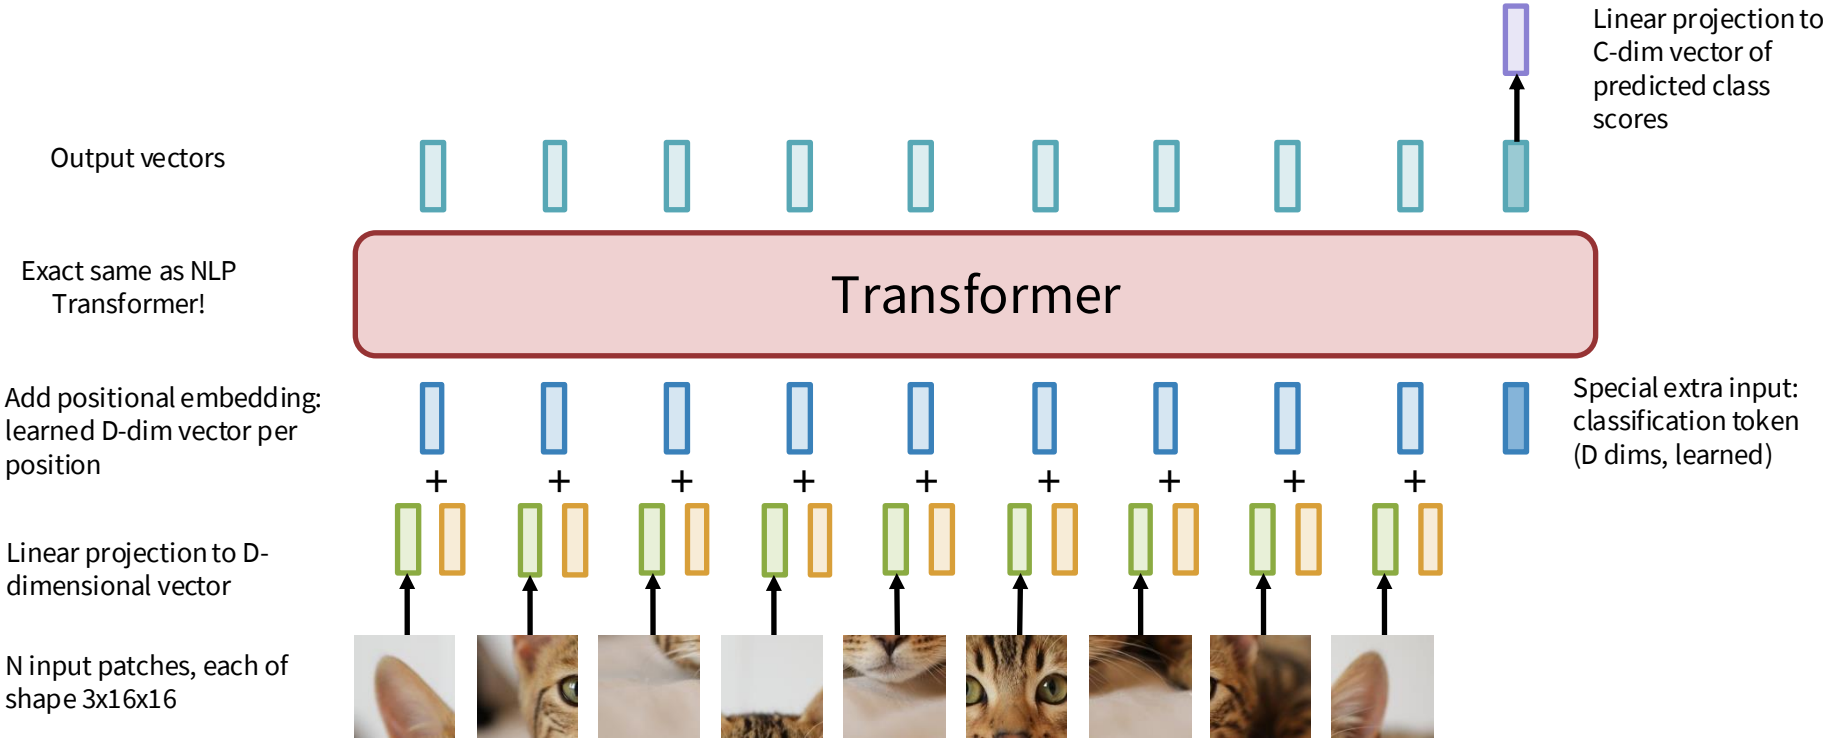 Linear projection to
C-dim vector of
predicted class
scores
Output vectors
Exact same as NLP
Transformer!
Transformer
Add positional embedding:
learned D-dim vector per
position
Special extra input:
classification token
(D dims, learned)
+ + + + + + + + +
Linear projection to D-
dimensional vector
N input patches, each of
shape 3x16x16